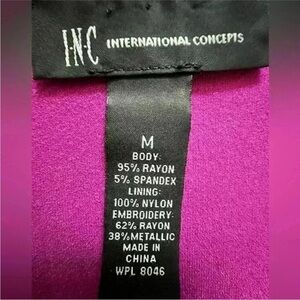 I·N·C INTERNATIONAL CONCEPTS
M
BODY:
95% RAYON
5% SPANDEX
LINING:
100% NYLON
EMBROIDERY:
62% RAYON
38% METALLIC
MADE IN
CHINA
WPL 8046